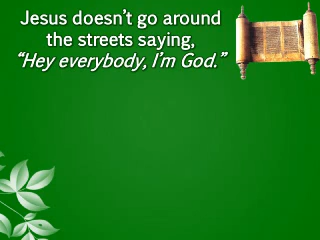 Jesus doesn’t go around
the streets saying,
“Hey everybody, I’m God.”